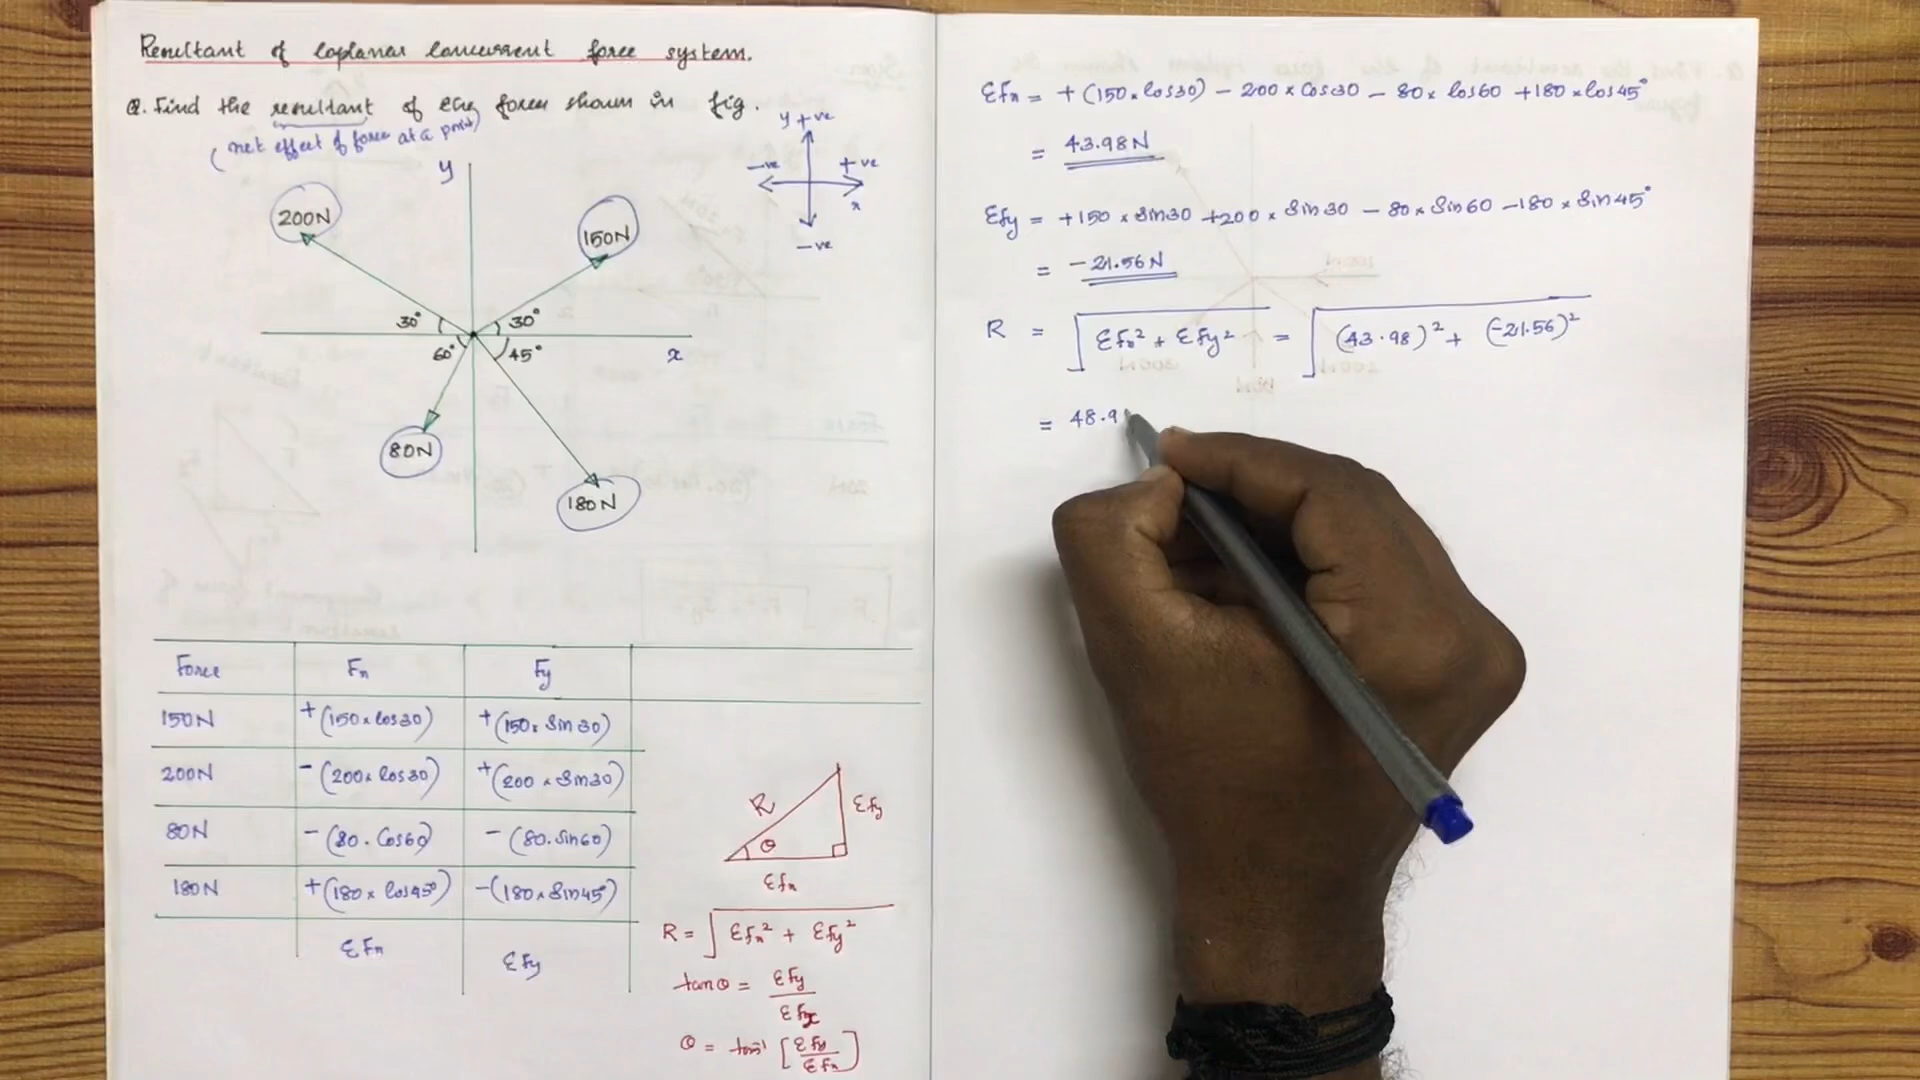 Resultant of Coplanar Concurrent force system.
Q. Find the resultant of the forces shown in fig.
(net effect of force at a point)
y +ve
-ve
+ve
x
-ve
y
200N
150N
30°
30°
60°
45°
x
80N
180N
Force Fx Fy
150N +(150×Cos30) +(150×Sin30)
200N -(200×Cos30) +(200×Sin30)
80N -(80.Cos60) -(80.Sin60)
180N +(180×Cos45°) -(180×Sin45°)
ΣFx ΣFy
R
θ
Σfy
Σfx
R = √Σfx² + Σfy²
tanθ = Σfy/Σfx
θ = tan⁻¹ [Σfy/Σfx]
Σfx = +(150×Cos30) - 200×Cos30 - 80×Cos60 +180×Cos45°
= 43.98N
Σfy = +150×Sin30 +200×Sin30 - 80×Sin60 -180×Sin45°
= -21.56N
R = √Σfx² + Σfy² = √(43.98)² + (-21.56)²
= 48.9